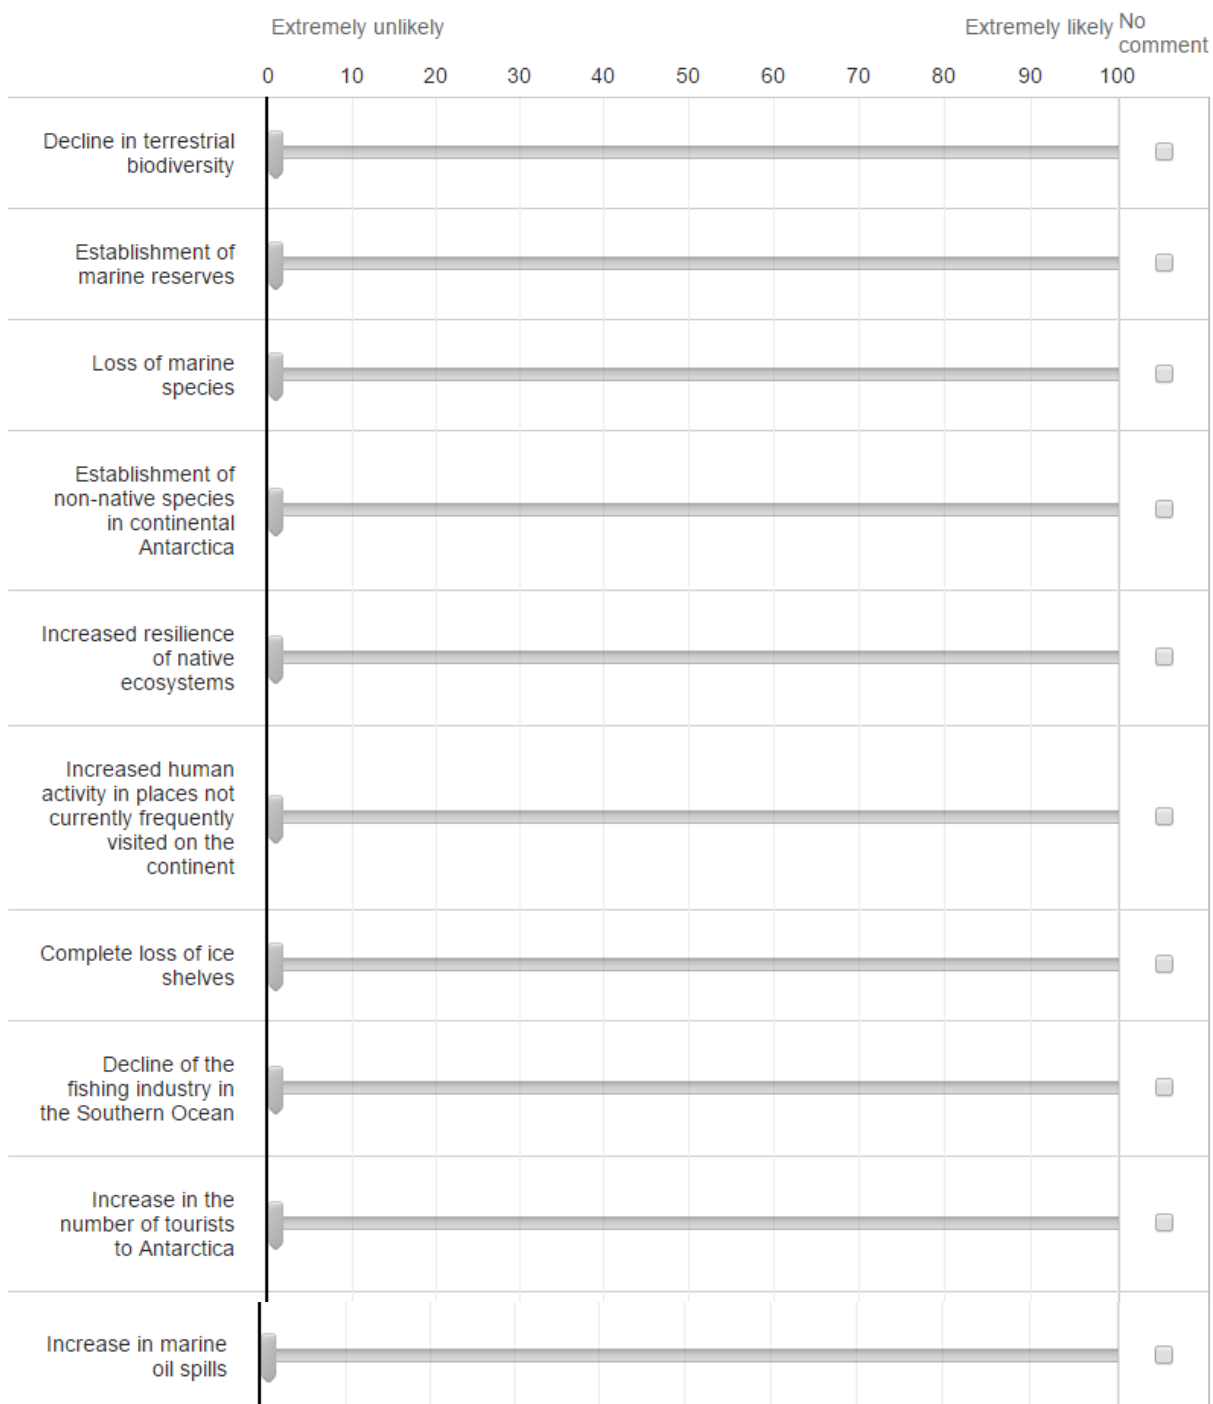 Extremely unlikely
Extremely likely
No
comment
0 10 20 30 40 50 60 70 80 90 100
Decline in terrestrial
biodiversity
Establishment of
marine reserves
Loss of marine
species
Establishment of
non-native species
in continental
Antarctica
Increased resilience
of native
ecosystems
Increased human
activity in places not
currently frequently
visited on the
continent
Complete loss of ice
shelves
Decline of the
fishing industry in
the Southern Ocean
Increase in the
number of tourists
to Antarctica
Increase in marine
oil spills